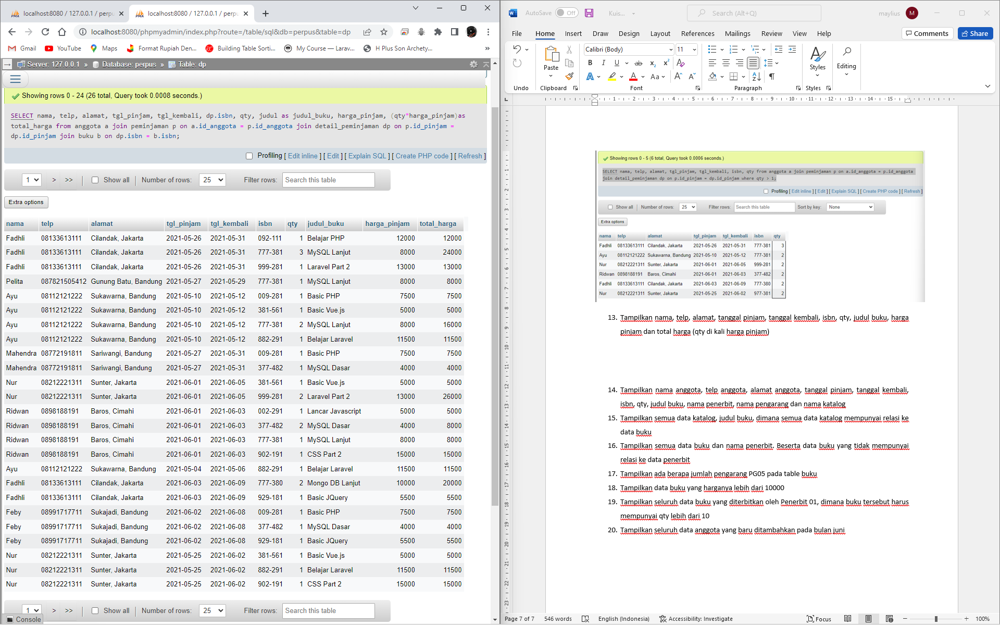 localhost:8080 / 127.0.0.1 / perpu
localhost:8080 / 127.0.0.1 / perpu
localhost:8080/phpmyadmin/index.php?route=/table/sql&db=perpus&table=dp
Gmail YouTube Maps Format Rupiah Den... Building Table Sorti... My Course — Larav... H Plus Son Archety... »
Server: 127.0.0.1 » Database: perpus » Table: dp
Showing rows 0 - 24 (26 total, Query took 0.0008 seconds.)
SELECT nama, telp, alamat, tgl_pinjam, tgl_kembali, dp.isbn, qty, judul as judul_buku, harga_pinjam, (qty*harga_pinjam)as
total_harga from anggota a join peminjaman p on a.id_anggota = p.id_anggota join detail_peminjaman dp on p.id_pinjam =
dp.id_pinjam join buku b on dp.isbn = b.isbn;
Profiling [ Edit inline ] [ Edit ] [ Explain SQL ] [ Create PHP code ] [ Refresh ]
1 > >> Show all Number of rows: 25 Filter rows: Search this table
Extra options
nama telp alamat tgl_pinjam tgl_kembali isbn qty judul_buku harga_pinjam total_harga
Fadhli 08133613111 Cilandak, Jakarta 2021-05-26 2021-05-31 092-111 1 Belajar PHP 12000 12000
Fadhli 08133613111 Cilandak, Jakarta 2021-05-26 2021-05-31 777-381 3 MySQL Lanjut 8000 24000
Fadhli 08133613111 Cilandak, Jakarta 2021-05-26 2021-05-31 999-281 1 Laravel Part 2 13000 13000
Pelita 087821505412 Gunung Batu, Bandung 2021-05-27 2021-05-29 777-381 1 MySQL Lanjut 8000 8000
Ayu 08112121222 Sukawarna, Bandung 2021-05-10 2021-05-12 009-281 1 Basic PHP 7500 7500
Ayu 08112121222 Sukawarna, Bandung 2021-05-10 2021-05-12 381-561 1 Basic Vue.js 5000 5000
Ayu 08112121222 Sukawarna, Bandung 2021-05-10 2021-05-12 777-381 2 MySQL Lanjut 8000 16000
Ayu 08112121222 Sukawarna, Bandung 2021-05-10 2021-05-12 882-291 1 Belajar Laravel 11500 11500
Mahendra 08772191811 Sariwangi, Bandung 2021-05-27 2021-05-31 009-281 1 Basic PHP 7500 7500
Mahendra 08772191811 Sariwangi, Bandung 2021-05-27 2021-05-31 377-482 1 MySQL Dasar 4000 4000
Nur 08212221311 Sunter, Jakarta 2021-06-01 2021-06-05 381-561 1 Basic Vue.js 5000 5000
Nur 08212221311 Sunter, Jakarta 2021-06-01 2021-06-05 999-281 2 Laravel Part 2 13000 26000
Ridwan 0898188191 Baros, Cimahi 2021-06-01 2021-06-03 002-291 1 Lancar Javascript 5000 5000
Ridwan 0898188191 Baros, Cimahi 2021-06-01 2021-06-03 377-482 2 MySQL Dasar 4000 8000
Ridwan 0898188191 Baros, Cimahi 2021-06-01 2021-06-03 777-381 1 MySQL Lanjut 8000 8000
Ridwan 0898188191 Baros, Cimahi 2021-06-01 2021-06-03 902-191 1 CSS Part 2 15000 15000
Ayu 08112121222 Sukawarna, Bandung 2021-05-04 2021-05-06 882-291 1 Belajar Laravel 11500 11500
Fadhli 08133613111 Cilandak, Jakarta 2021-06-03 2021-06-09 777-380 2 Mongo DB Lanjut 10000 20000
Fadhli 08133613111 Cilandak, Jakarta 2021-06-03 2021-06-09 929-181 1 Basic JQuery 5500 5500
Feby 08991717711 Sukajadi, Bandung 2021-06-02 2021-06-08 009-281 1 Basic PHP 7500 7500
Feby 08991717711 Sukajadi, Bandung 2021-06-02 2021-06-08 377-482 1 MySQL Dasar 4000 4000
Feby 08991717711 Sukajadi, Bandung 2021-06-02 2021-06-08 929-181 1 Basic JQuery 5500 5500
Nur 08212221311 Sunter, Jakarta 2021-05-25 2021-06-02 381-561 1 Basic Vue.js 5000 5000
Nur 08212221311 Sunter, Jakarta 2021-05-25 2021-06-02 882-291 1 Belajar Laravel 11500 11500
Nur 08212221311 Sunter, Jakarta 2021-05-25 2021-06-02 902-191 1 CSS Part 2 15000 15000
1 > >> Show all Number of rows: 25 Filter rows: Search this table
Console
AutoSave Off Kuis... Search (Alt+Q) maylius M
File Home Insert Draw Design Layout References Mailings Review View Help Comments Share
Calibri (Body) 11
Paste Styles Editing
Undo Clipboard Font Paragraph Styles
1 2 3 4 5 6 7 8 9 10 11 12 13 14 15
Showing rows 0 - 5 (6 total, Query took 0.0006 seconds.)
SELECT nama, telp, alamat, tgl_pinjam, tgl_kembali, isbn, qty from anggota a join peminjaman p on a.id_anggota = p.id_anggota
join detail_peminjaman dp on p.id_pinjam = dp.id_pinjam where qty > 1;
Profiling [ Edit inline ] [ Edit ] [ Explain SQL ] [ Create PHP code ] [ Refresh ]
Show all Number of rows: 25 Filter rows: Search this table Sort by key: None
Extra options
nama telp alamat tgl_pinjam tgl_kembali isbn qty
Fadhli 08133613111 Cilandak, Jakarta 2021-05-26 2021-05-31 777-381 3
Ayu 08112121222 Sukawarna, Bandung 2021-05-10 2021-05-12 777-381 2
Nur 08212221311 Sunter, Jakarta 2021-06-01 2021-06-05 999-281 2
Ridwan 0898188191 Baros, Cimahi 2021-06-01 2021-06-03 377-482 2
Fadhli 08133613111 Cilandak, Jakarta 2021-06-03 2021-06-09 777-380 2
Nur 08212221311 Sunter, Jakarta 2021-05-25 2021-06-02 977-381 2
13. Tampilkan nama, telp, alamat, tanggal pinjam, tanggal kembali, isbn, qty, judul buku, harga
pinjam dan total harga (qty di kali harga pinjam)
14. Tampilkan nama anggota, telp anggota, alamat anggota, tanggal pinjam, tanggal kembali,
isbn, qty, judul buku, nama penerbit, nama pengarang dan nama katalog
15. Tampilkan semua data katalog, judul buku, dimana semua data katalog mempunyai relasi ke
data buku
16. Tampilkan semua data buku dan nama penerbit. Beserta data buku yang tidak mempunyai
relasi ke data penerbit
17. Tampilkan ada berapa jumlah pengarang PG05 pada table buku
18. Tampilkan data buku yang harganya lebih dari 10000
19. Tampilkan seluruh data buku yang diterbitkan oleh Penerbit 01, dimana buku tersebut harus
mempunyai qty lebih dari 10
20. Tampilkan seluruh data anggota yang baru ditambahkan pada bulan juni
Page 7 of 7 546 words English (Indonesia) Accessibility: Investigate Focus 100%